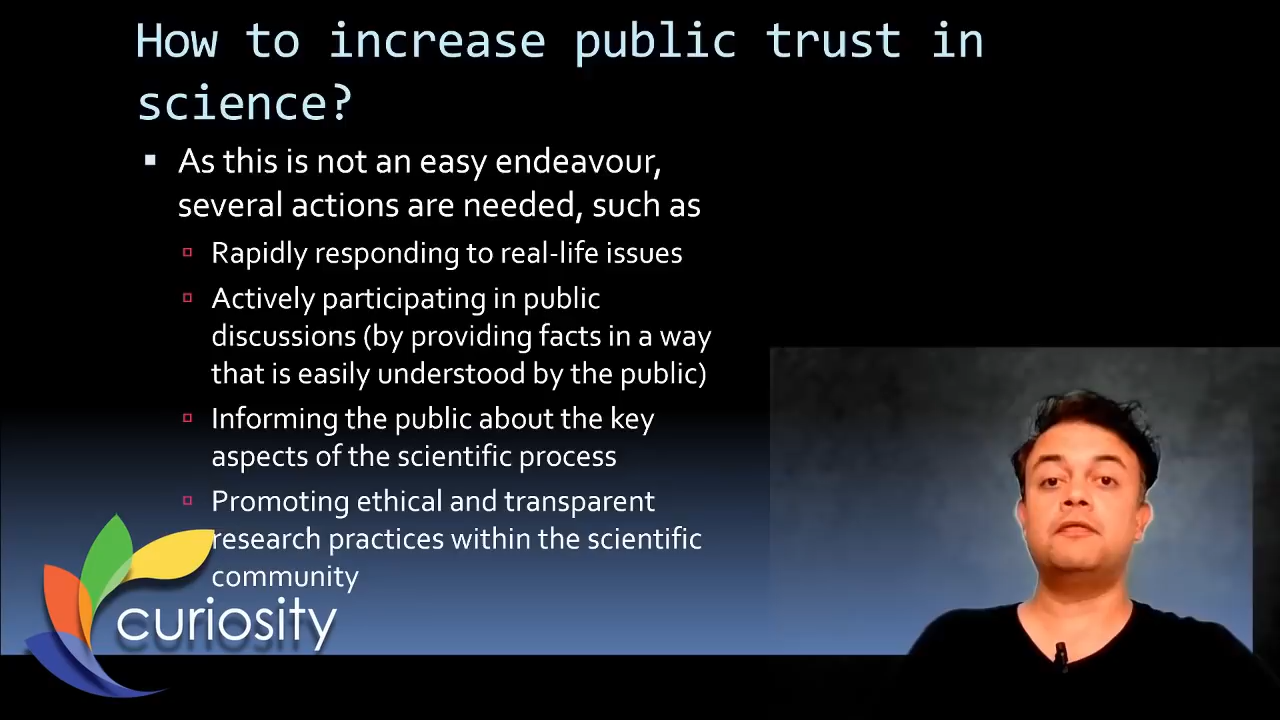 How to increase public trust in
science?
As this is not an easy endeavour,
several actions are needed, such as
Rapidly responding to real-life issues
Actively participating in public
discussions (by providing facts in a way
that is easily understood by the public)
Informing the public about the key
aspects of the scientific process
Promoting ethical and transparent
research practices within the scientific
community
curiosity